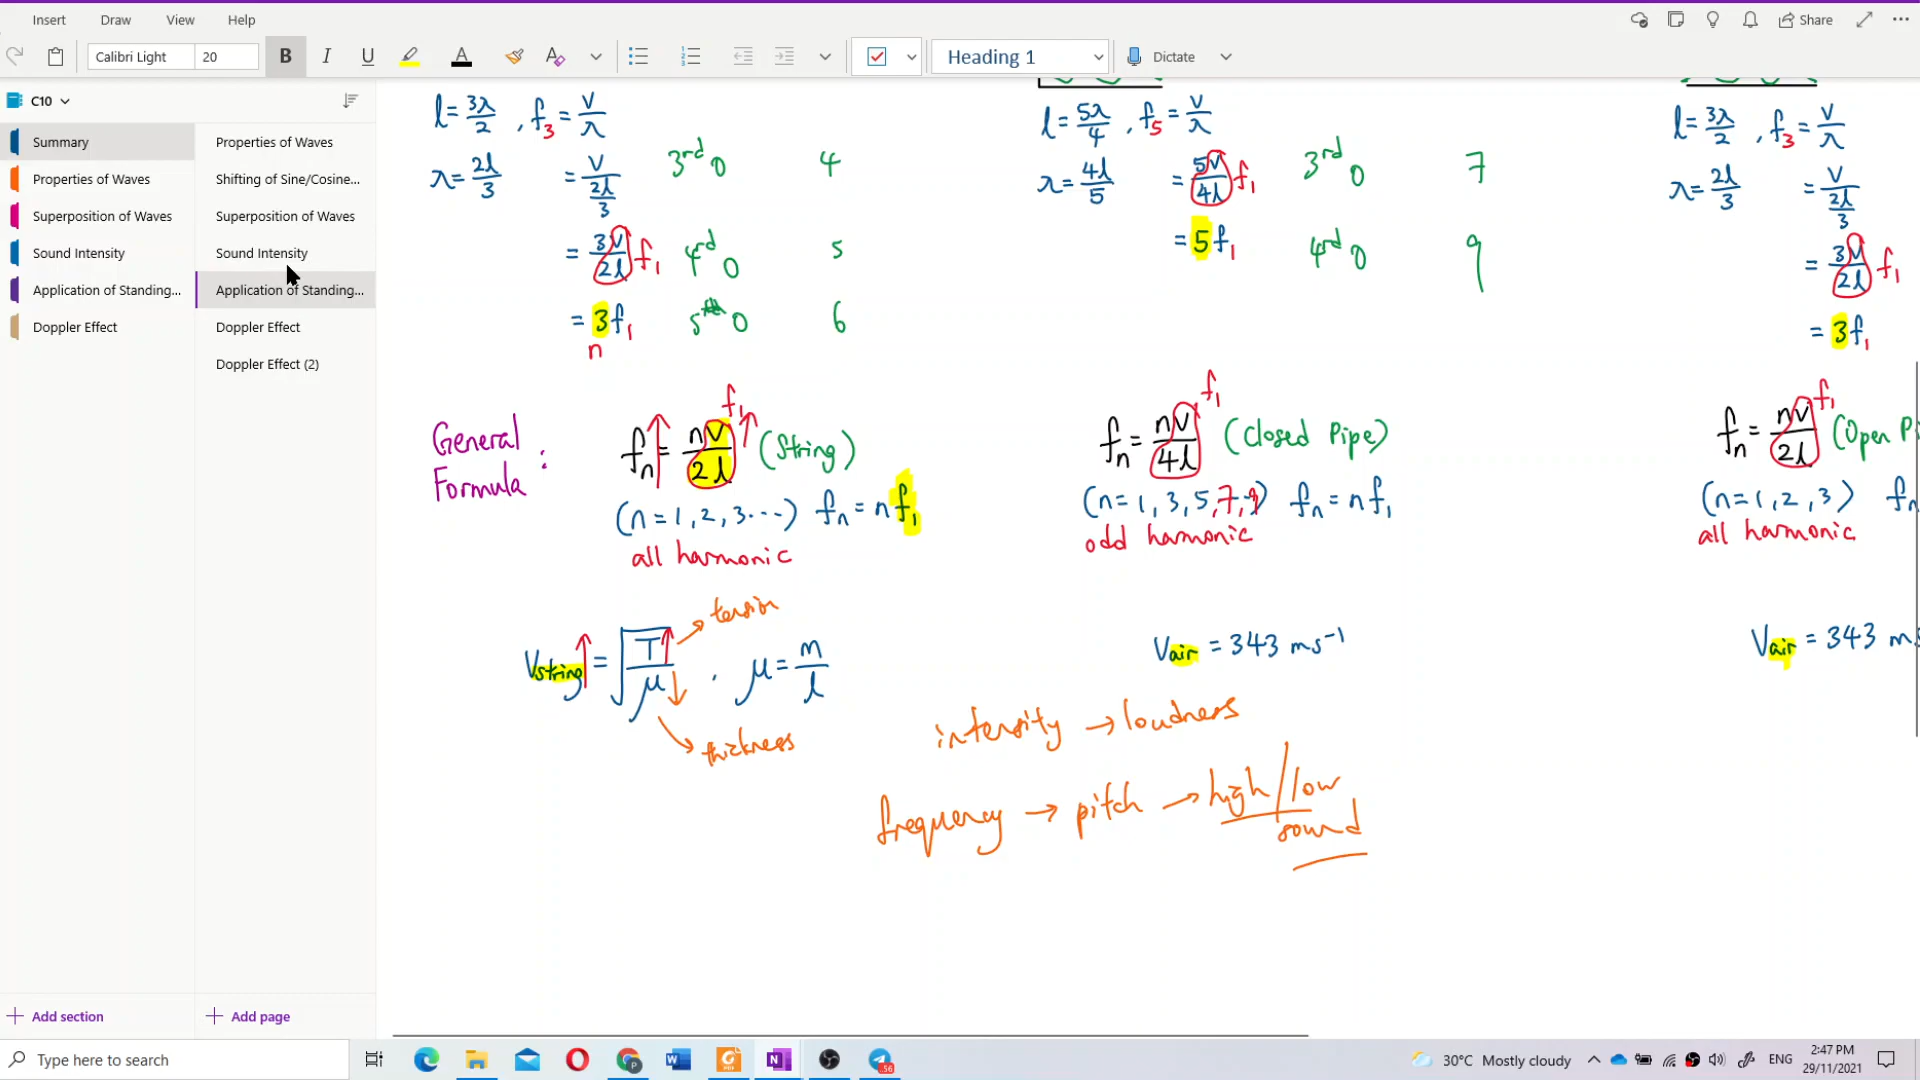 Insert Draw View Help
Share
Calibri Light 20 B I U A Heading 1 Dictate
C10
Summary
Properties of Waves
Superposition of Waves
Sound Intensity
Application of Standing...
Doppler Effect
Properties of Waves
Shifting of Sine/Cosine...
Superposition of Waves
Sound Intensity
Application of Standing...
Doppler Effect
Doppler Effect (2)
l = 3λ/2 , f₃ = v/λ
λ = 2l/3 = v/(2l/3) 3rd 0 4
= 3v/2l f₁ 4rd 0 5
= 3f₁ 5th 0 6
n
l = 5λ/4 , f₅ = v/λ
λ = 4l/5 = 5v/4l f₁ 3rd 0 7
= 5f₁ 4rd 0 9
l = 3λ/2 , f₃ = v/λ
λ = 2l/3 = v/(2l/3)
= 3v/2l f₁
= 3f₁
General
Formula :
f₁
fn = nv/2l (String)
(n = 1, 2, 3 ...) fn = nf₁
all harmonic
f₁
fn = nv/4l (Closed Pipe)
(n = 1, 3, 5, 7, 9) fn = nf₁
odd harmonic
f₁
fn = nv/2l (Open P
(n = 1, 2, 3) fn
all harmonic
tension
Vstring = √(T/μ) , μ = m/l
thickness
Vair = 343 ms⁻¹
Vair = 343 ms
intensity → loudness
frequency → pitch → high/low
sound
+ Add section
+ Add page
Type here to search
.56
30°C Mostly cloudy
ENG
2:47 PM
29/11/2021